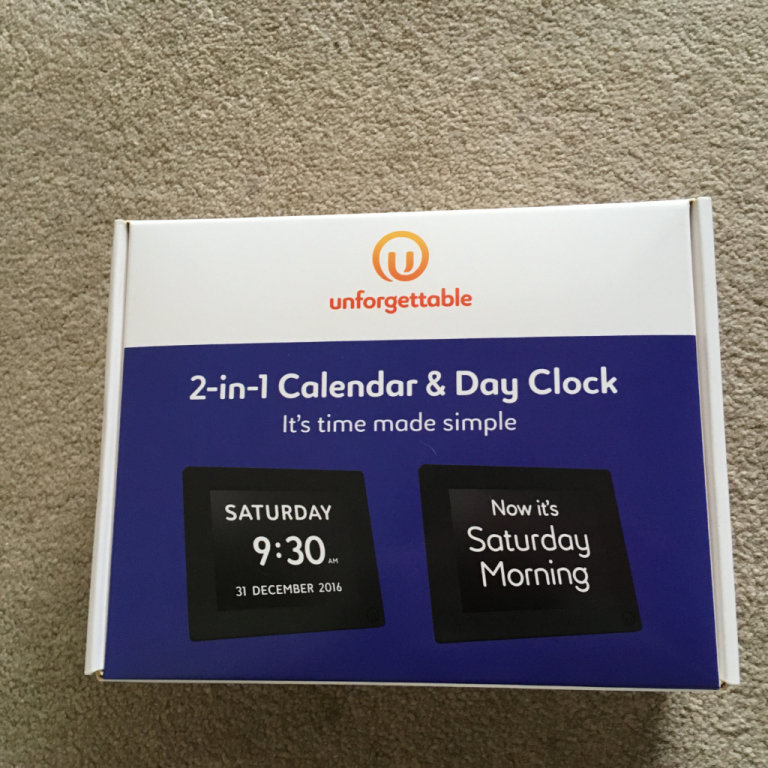 unforgettable
2-in-1 Calendar & Day Clock
It's time made simple
SATURDAY
9:30 AM
31 DECEMBER 2016
Now it's
Saturday
Morning